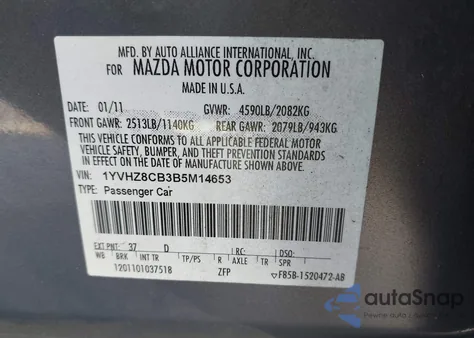 MFD. BY AUTO ALLIANCE INTERNATIONAL, INC.
FOR MAZDA MOTOR CORPORATION
MADE IN U.S.A.
DATE: 01/11 GVWR: 4590LB/2082KG
FRONT GAWR: 2513LB/1140KG REAR GAWR: 2079LB/943KG
THIS VEHICLE CONFORMS TO ALL APPLICABLE FEDERAL MOTOR
VEHICLE SAFETY, BUMPER, AND THEFT PREVENTION
STANDARDS IN EFFECT ON THE DATE
OF MANUFACTURE SHOWN ABOVE.
VIN: 1YVHZ8CB3B5M14653
TYPE: Passenger Car
EXT PNT: 37 D RC: DSO:
WB BRK INT TR TP/PS R AXLE TR SPR
1201101037518 ZFP FB5B-1520472-AB
autoSnap